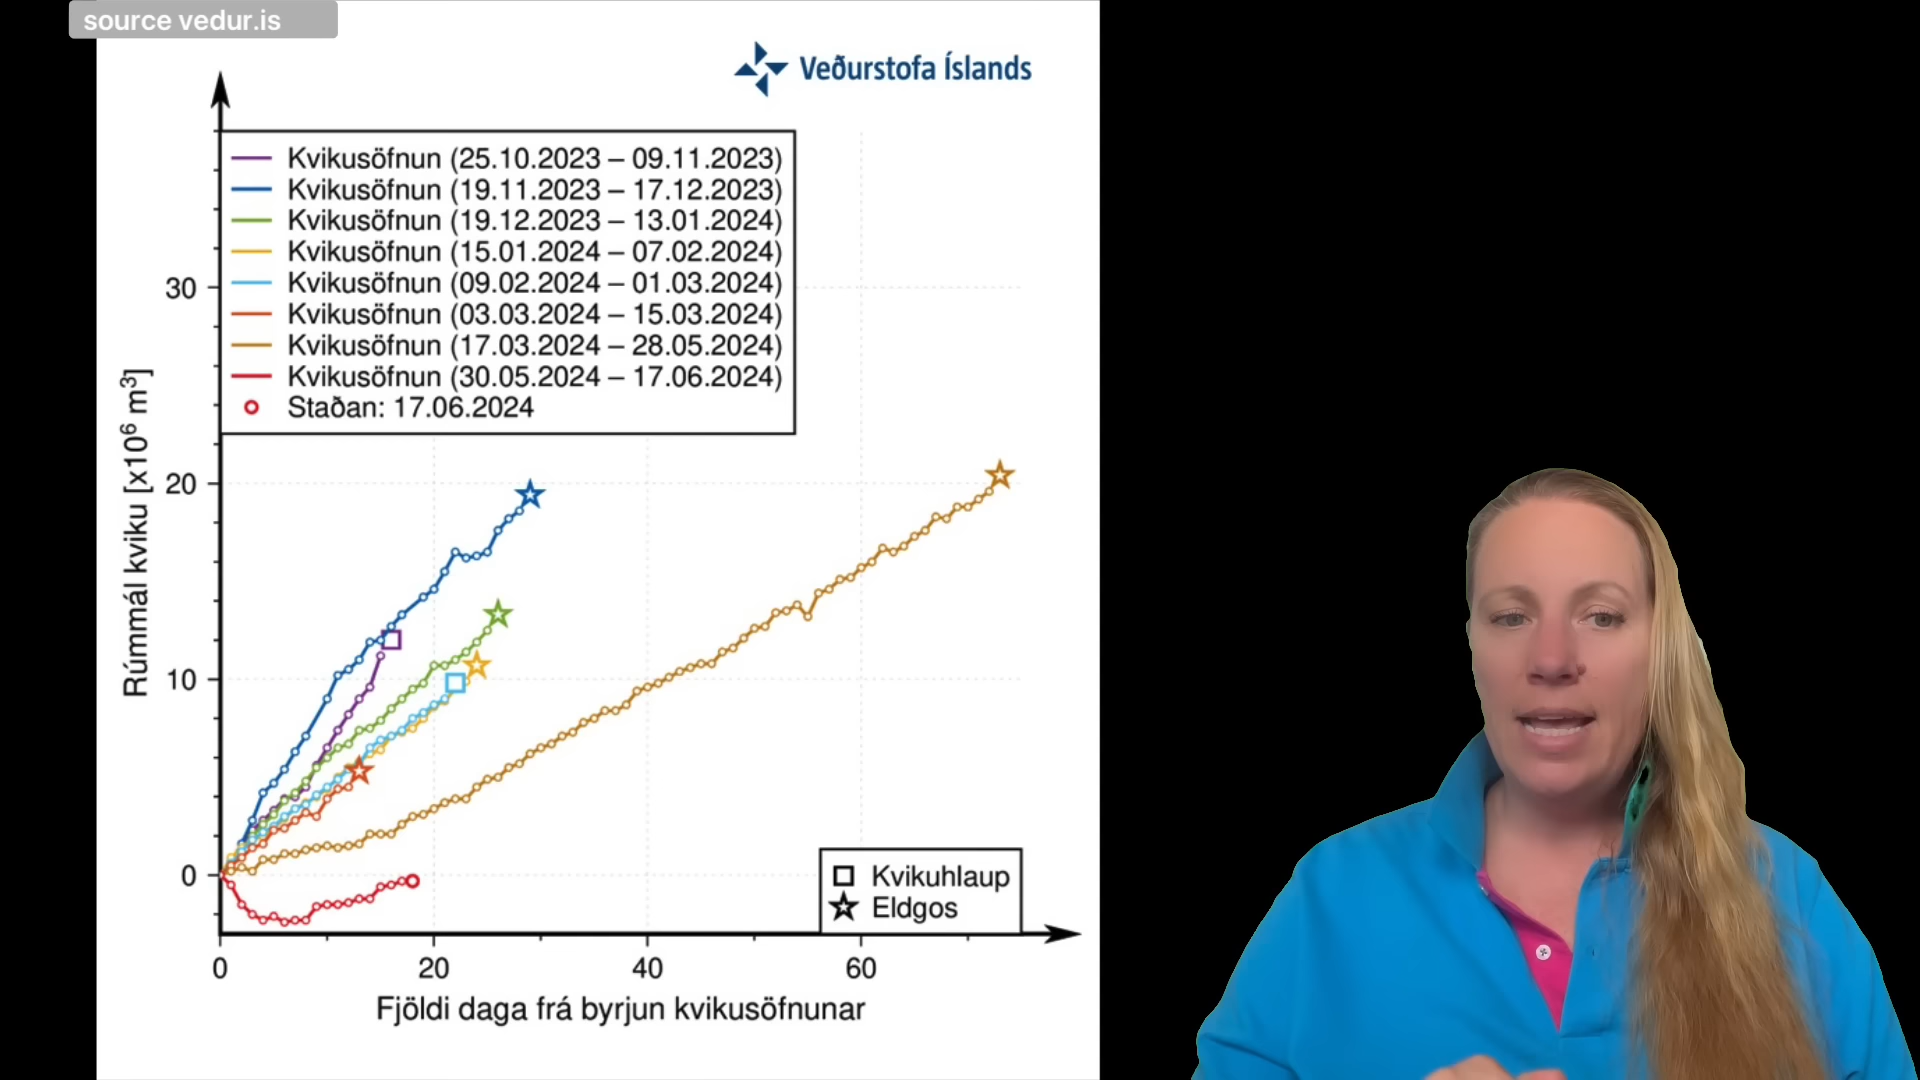 source vedur.is
Veðurstofa Íslands
Kvikusöfnun (25.10.2023 – 09.11.2023)
Kvikusöfnun (19.11.2023 – 17.12.2023)
Kvikusöfnun (19.12.2023 – 13.01.2024)
Kvikusöfnun (15.01.2024 – 07.02.2024)
Kvikusöfnun (09.02.2024 – 01.03.2024)
Kvikusöfnun (03.03.2024 – 15.03.2024)
Kvikusöfnun (17.03.2024 – 28.05.2024)
Kvikusöfnun (30.05.2024 – 17.06.2024)
Staðan: 17.06.2024
Rúmmál kviku [x10⁶ m³]
30
20
10
0
Kvikuhlaup
Eldgos
0 20 40 60
Fjöldi daga frá byrjun kvikusöfnunar